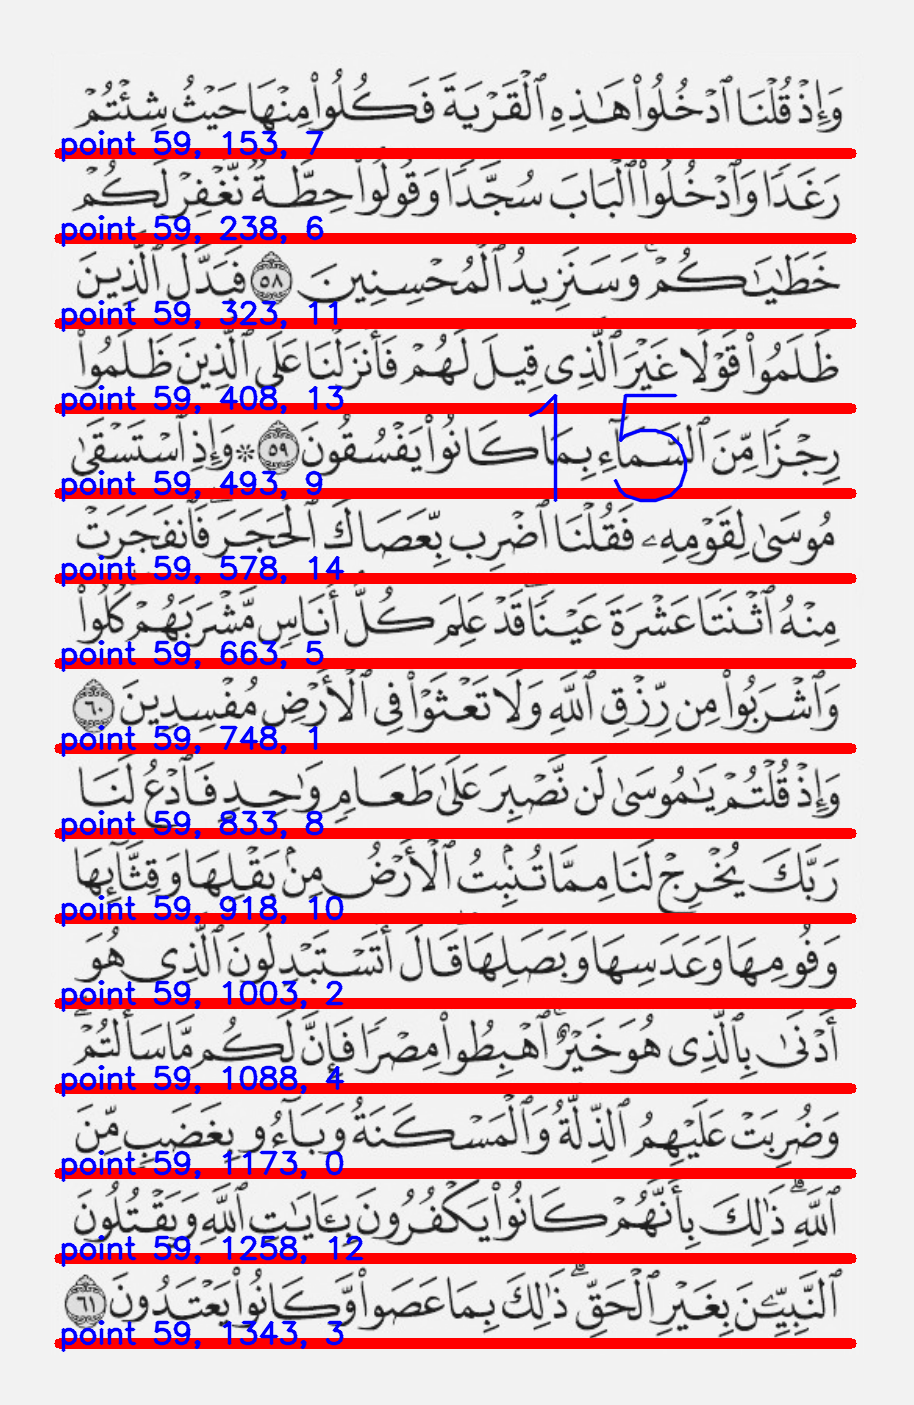 وَإِذْ قُلْنَا ٱدْخُلُوا۟ هَـٰذِهِ ٱلْقَرْيَةَ فَكُلُوا۟ مِنْهَا حَيْثُ شِئْتُمْ
point 59, 153, 7
رَغَدًا وَٱدْخُلُوا۟ ٱلْبَابَ سُجَّدًا وَقُولُوا۟ حِطَّةٌ نَّغْفِرْ لَكُمْ
point 59, 238, 6
خَطَـٰيَـٰكُمْ ۚ وَسَنَزِيدُ ٱلْمُحْسِنِينَ ٥٨ فَبَدَّلَ ٱلَّذِينَ
point 59, 323, 11
ظَلَمُوا۟ قَوْلًا غَيْرَ ٱلَّذِى قِيلَ لَهُمْ فَأَنزَلْنَا عَلَى ٱلَّذِينَ ظَلَمُوا۟
point 59, 408, 13
15
رِجْزًا مِّنَ ٱلسَّمَآءِ بِمَا كَانُوا۟ يَفْسُقُونَ ٥٩ * وَإِذِ ٱسْتَسْقَىٰ
point 59, 493, 9
مُوسَىٰ لِقَوْمِهِۦ فَقُلْنَا ٱضْرِب بِّعَصَاكَ ٱلْحَجَرَ ۖ فَٱنفَجَرَتْ
point 59, 578, 14
مِنْهُ ٱثْنَتَا عَشْرَةَ عَيْنًا ۖ قَدْ عَلِمَ كُلُّ أُنَاسٍ مَّشْرَبَهُمْ ۖ كُلُوا۟
point 59, 663, 5
وَٱشْرَبُوا۟ مِن رِّزْقِ ٱللَّهِ وَلَا تَعْثَوْا۟ فِى ٱلْأَرْضِ مُفْسِدِينَ ٦٠
point 59, 748, 1
وَإِذْ قُلْتُمْ يَـٰمُوسَىٰ لَن نَّصْبِرَ عَلَىٰ طَعَامٍ وَٰحِدٍ فَٱدْعُ لَنَا
point 59, 833, 8
رَبَّكَ يُخْرِجْ لَنَا مِمَّا تُنۢبِتُ ٱلْأَرْضُ مِنۢ بَقْلِهَا وَقِثَّآئِهَا
point 59, 918, 10
وَفُومِهَا وَعَدَسِهَا وَبَصَلِهَا ۖ قَالَ أَتَسْتَبْدِلُونَ ٱلَّذِى هُوَ
point 59, 1003, 2
أَدْنَىٰ بِٱلَّذِى هُوَ خَيْرٌ ۚ ٱهْبِطُوا۟ مِصْرًا فَإِنَّ لَكُم مَّا سَأَلْتُمْ ۗ
point 59, 1088, 4
وَضُرِبَتْ عَلَيْهِمُ ٱلذِّلَّةُ وَٱلْمَسْكَنَةُ وَبَآءُو بِغَضَبٍ مِّنَ
point 59, 1173, 0
ٱللَّهِ ۗ ذَٰلِكَ بِأَنَّهُمْ كَانُوا۟ يَكْفُرُونَ بِـَٔايَـٰتِ ٱللَّهِ وَيَقْتُلُونَ
point 59, 1258, 12
ٱلنَّبِيِّـۧنَ بِغَيْرِ ٱلْحَقِّ ۗ ذَٰلِكَ بِمَا عَصَوا۟ وَّكَانُوا۟ يَعْتَدُونَ ٦١
point 59, 1343, 3